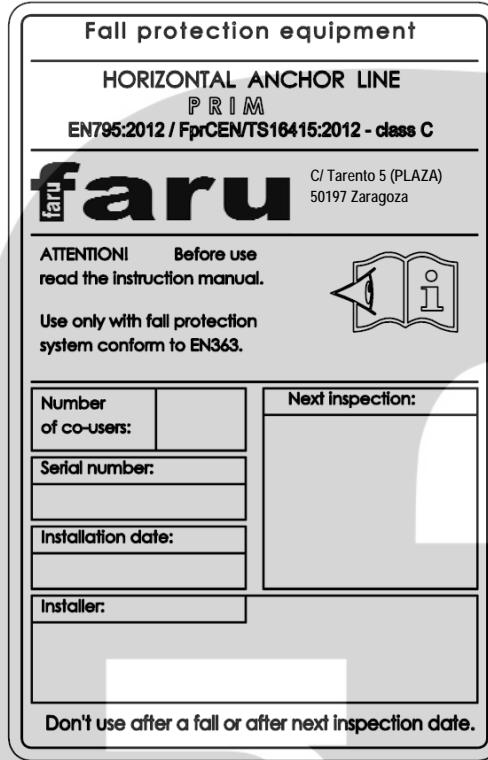 Fall protection equipment
HORIZONTAL ANCHOR LINE
PRIM
EN795:2012 / FprCEN/TS16415:2012 - class C
faru
faru
C/ Tarento 5 (PLAZA)
50197 Zaragoza
ATTENTION! Before use
read the instruction manual.
Use only with fall protection
system conform to EN363.
i
Number
of co-users:
Next inspection:
Serial number:
Installation date:
Installer:
Don't use after a fall or after next inspection date.